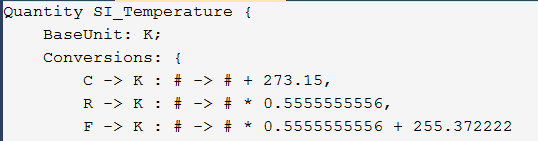 Quantity SI_Temperature {
    BaseUnit: K;
    Conversions: {
        C -> K : # -> # + 273.15,
        R -> K : # -> # * 0.5555555556,
        F -> K : # -> # * 0.5555555556 + 255.372222